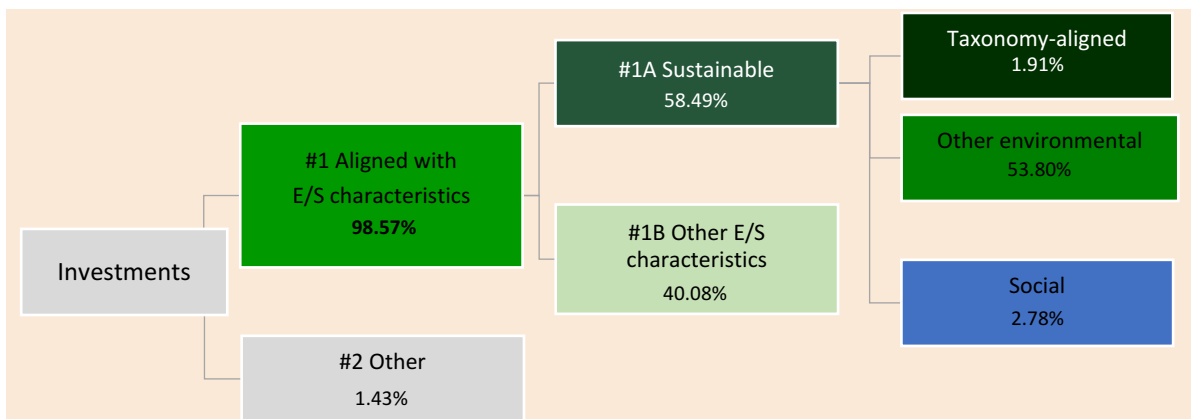 Investments
#1 Aligned with
E/S characteristics
98.57%
#2 Other
1.43%
#1A Sustainable
58.49%
#1B Other E/S
characteristics
40.08%
Taxonomy-aligned
1.91%
Other environmental
53.80%
Social
2.78%